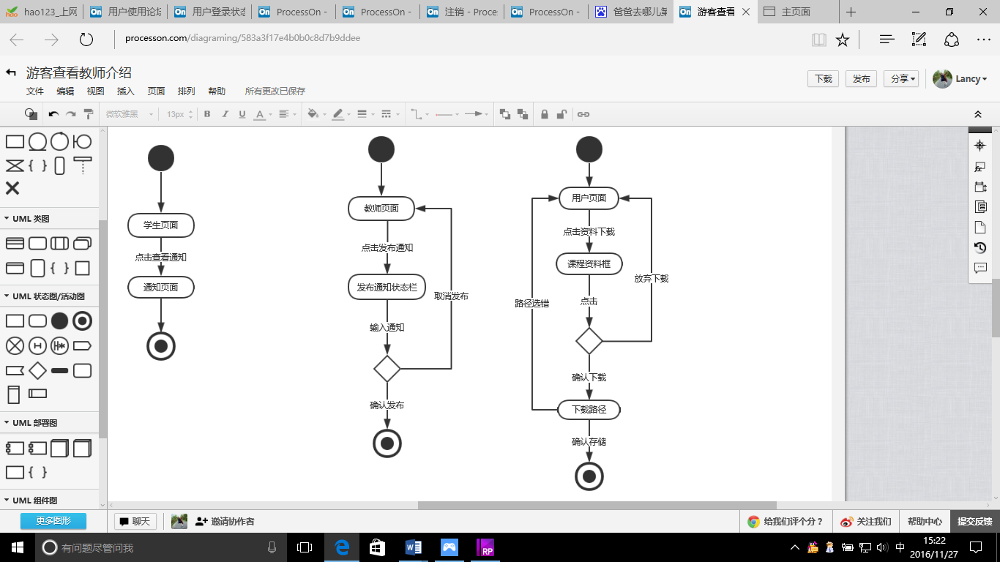 hao123_上网
用户使用论坛
用户登录状态
ProcessOn -
ProcessOn -
注销 - Proce
ProcessOn -
爸爸去哪儿第
游客查看
主页面
processon.com/diagraming/583a3f17e4b0b0c8d7b9ddee
游客查看教师介绍
文件 编辑 视图 插入 页面 排列 帮助 所有更改已保存
下载 发布 分享 Lancy
微软雅黑 13px B I U A
UML 类图
UML 状态图/活动图
UML 部署图
UML 组件图
更多图形
学生页面
点击查看通知
通知页面
教师页面
点击发布通知
发布通知状态栏
取消发布
输入通知
确认发布
用户页面
点击资料下载
课程资料框
放弃下载
路径选错
点击
确认下载
下载路径
确认存储
聊天 邀请协作者
给我们评个分？ 关注我们 帮助中心 提交反馈
有问题尽管问我
中
15:22
2016/11/27